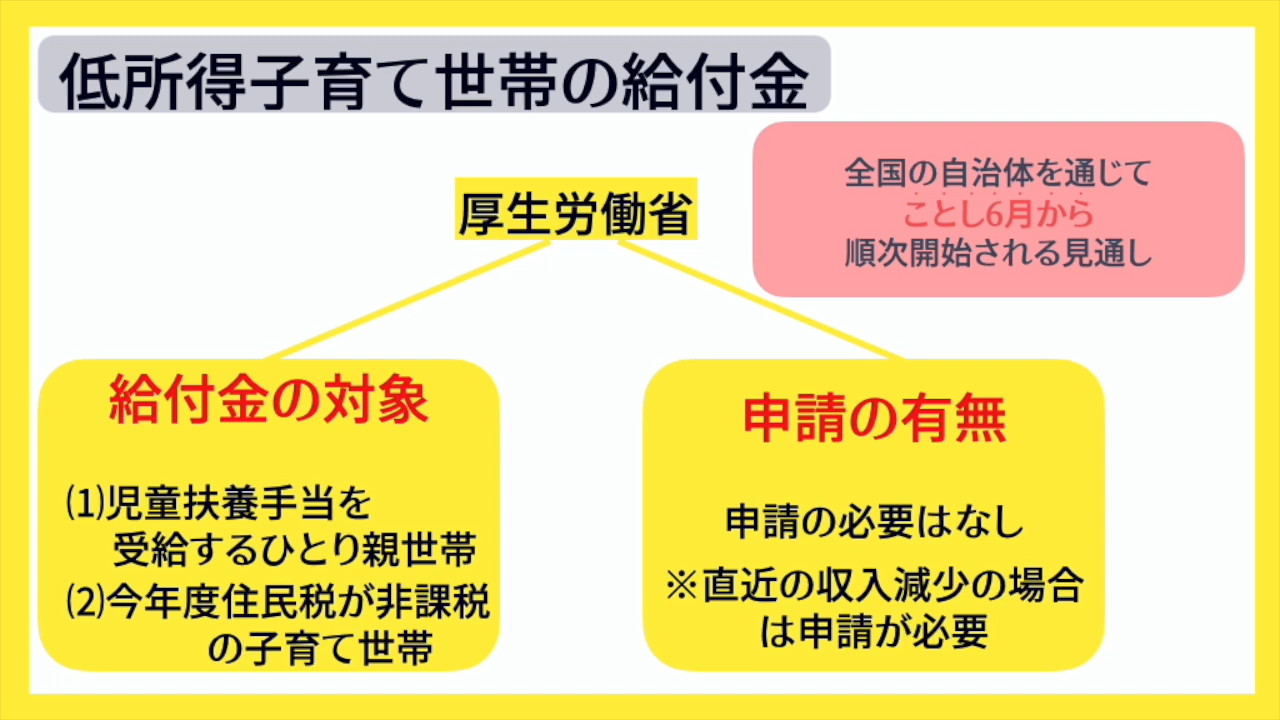 低所得子育て世帯の給付金
全国の自治体を通じて
ことし6月から
順次開始される見通し
厚生労働省
給付金の対象
⑴児童扶養手当を
受給するひとり親世帯
⑵今年度住民税が非課税
の子育て世帯
申請の有無
申請の必要はなし
※直近の収入減少の場合
は申請が必要